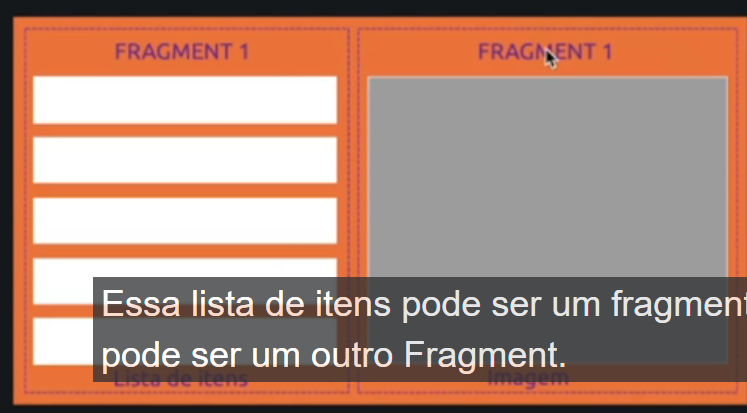 FRAGMENT 1
FRAGMENT 1
Essa lista de itens pode ser um fragment
pode ser um outro Fragment.
Lista de itens
Imagem